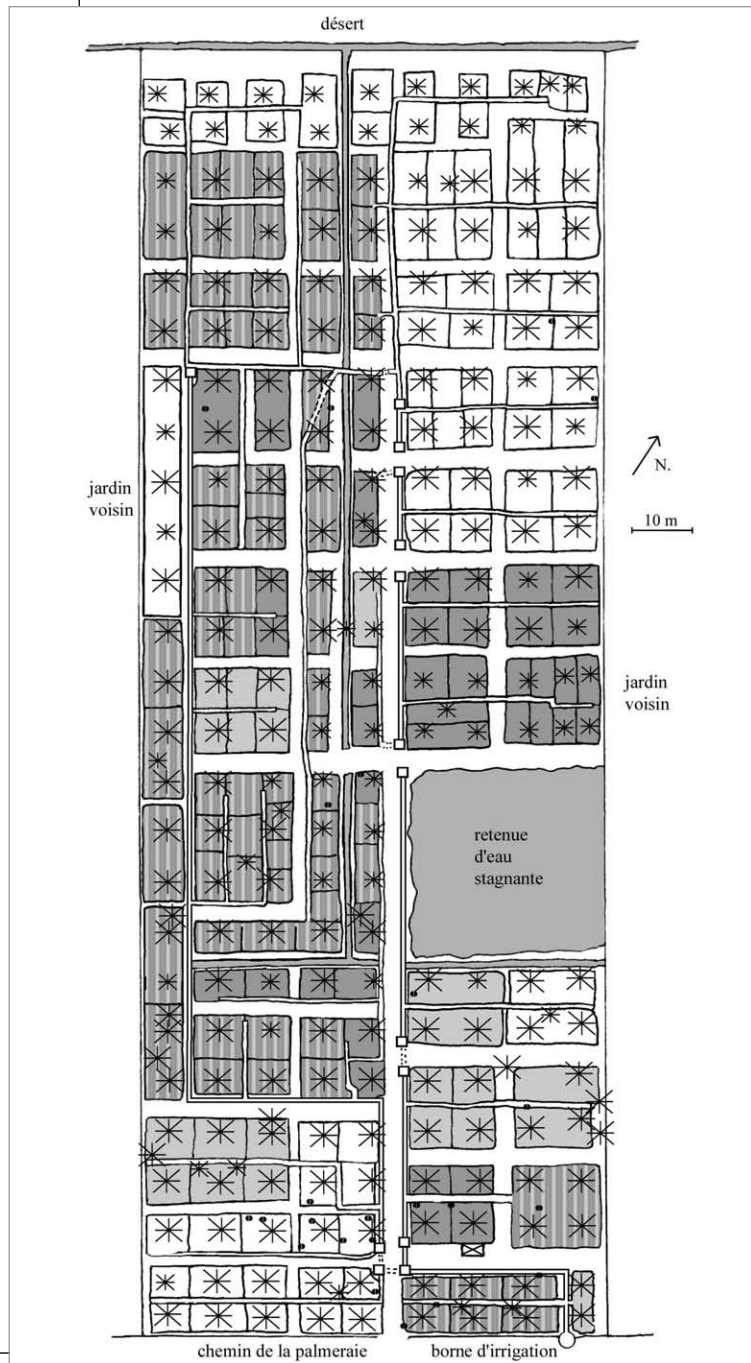 désert
jardin
voisin
N.
10 m
jardin
voisin
retenue
d'eau
stagnante
chemin de la palmeraie
borne d'irrigation